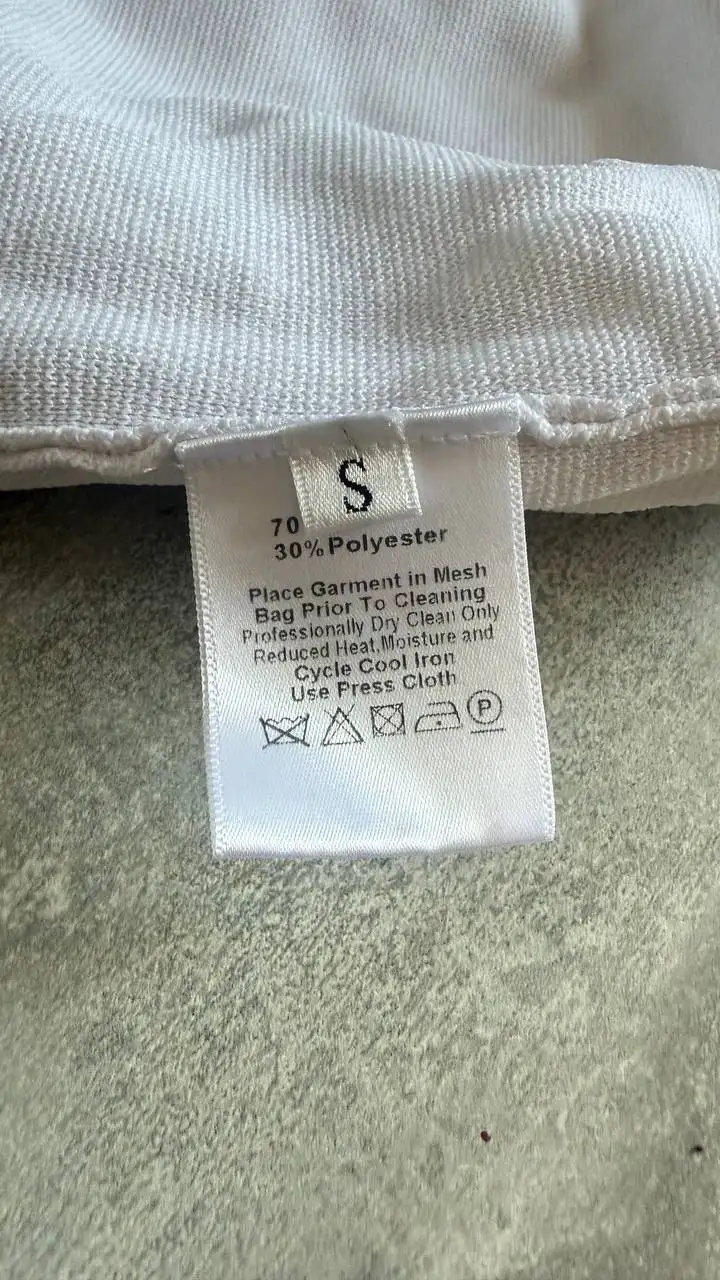 S
70
30% Polyester
Place Garment in Mesh
Bag Prior To Cleaning
Professionally Dry Clean Only
Reduced Heat,Moisture and
Cycle Cool Iron
Use Press Cloth
P